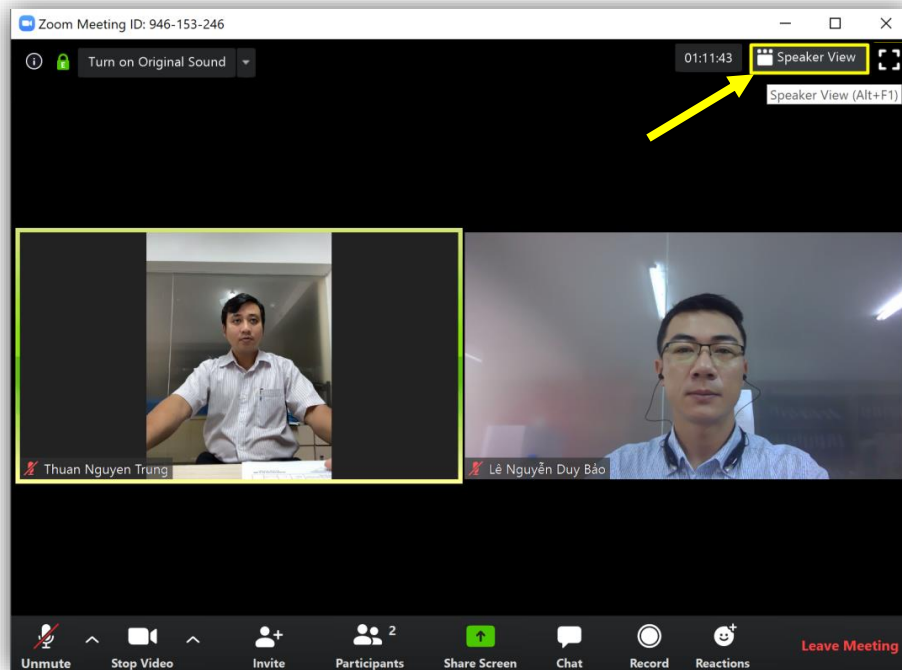 Zoom Meeting ID: 946-153-246
Turn on Original Sound
01:11:43
Speaker View
Speaker View (Alt+F1)
Thuan Nguyen Trung
Lê Nguyễn Duy Bảo
2
Unmute
Stop Video
Invite
Participants
Share Screen
Chat
Record
Reactions
Leave Meeting